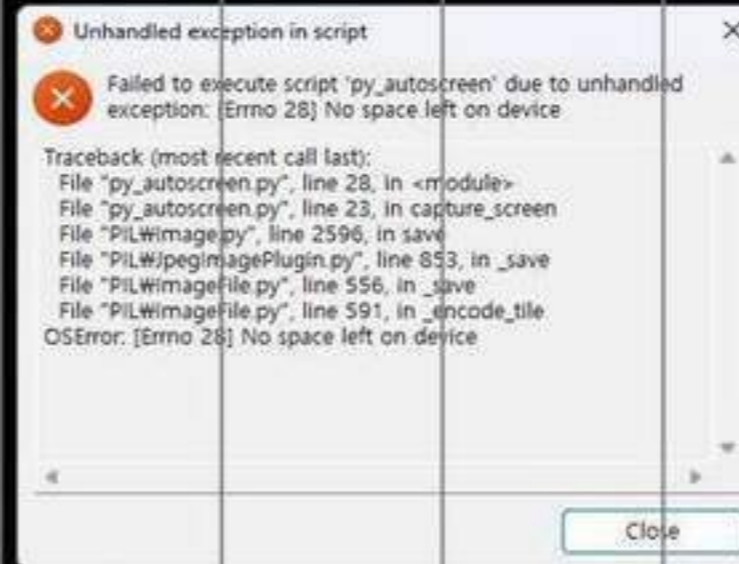 Unhandled exception in script
Failed to execute script 'py_autoscreen' due to unhandled
exception: [Errno 28] No space left on device
Traceback (most recent call last):
File "py_autoscreen.py", line 28, in <module>
File "py_autoscreen.py", line 23, in capture_screen
File "PIL₩Image.py", line 2596, in save
File "PIL₩JpegImagePlugin.py", line 853, in _save
File "PIL₩ImageFile.py", line 556, in _save
File "PIL₩ImageFile.py", line 591, in _encode_tile
OSError: [Errno 28] No space left on device
Close